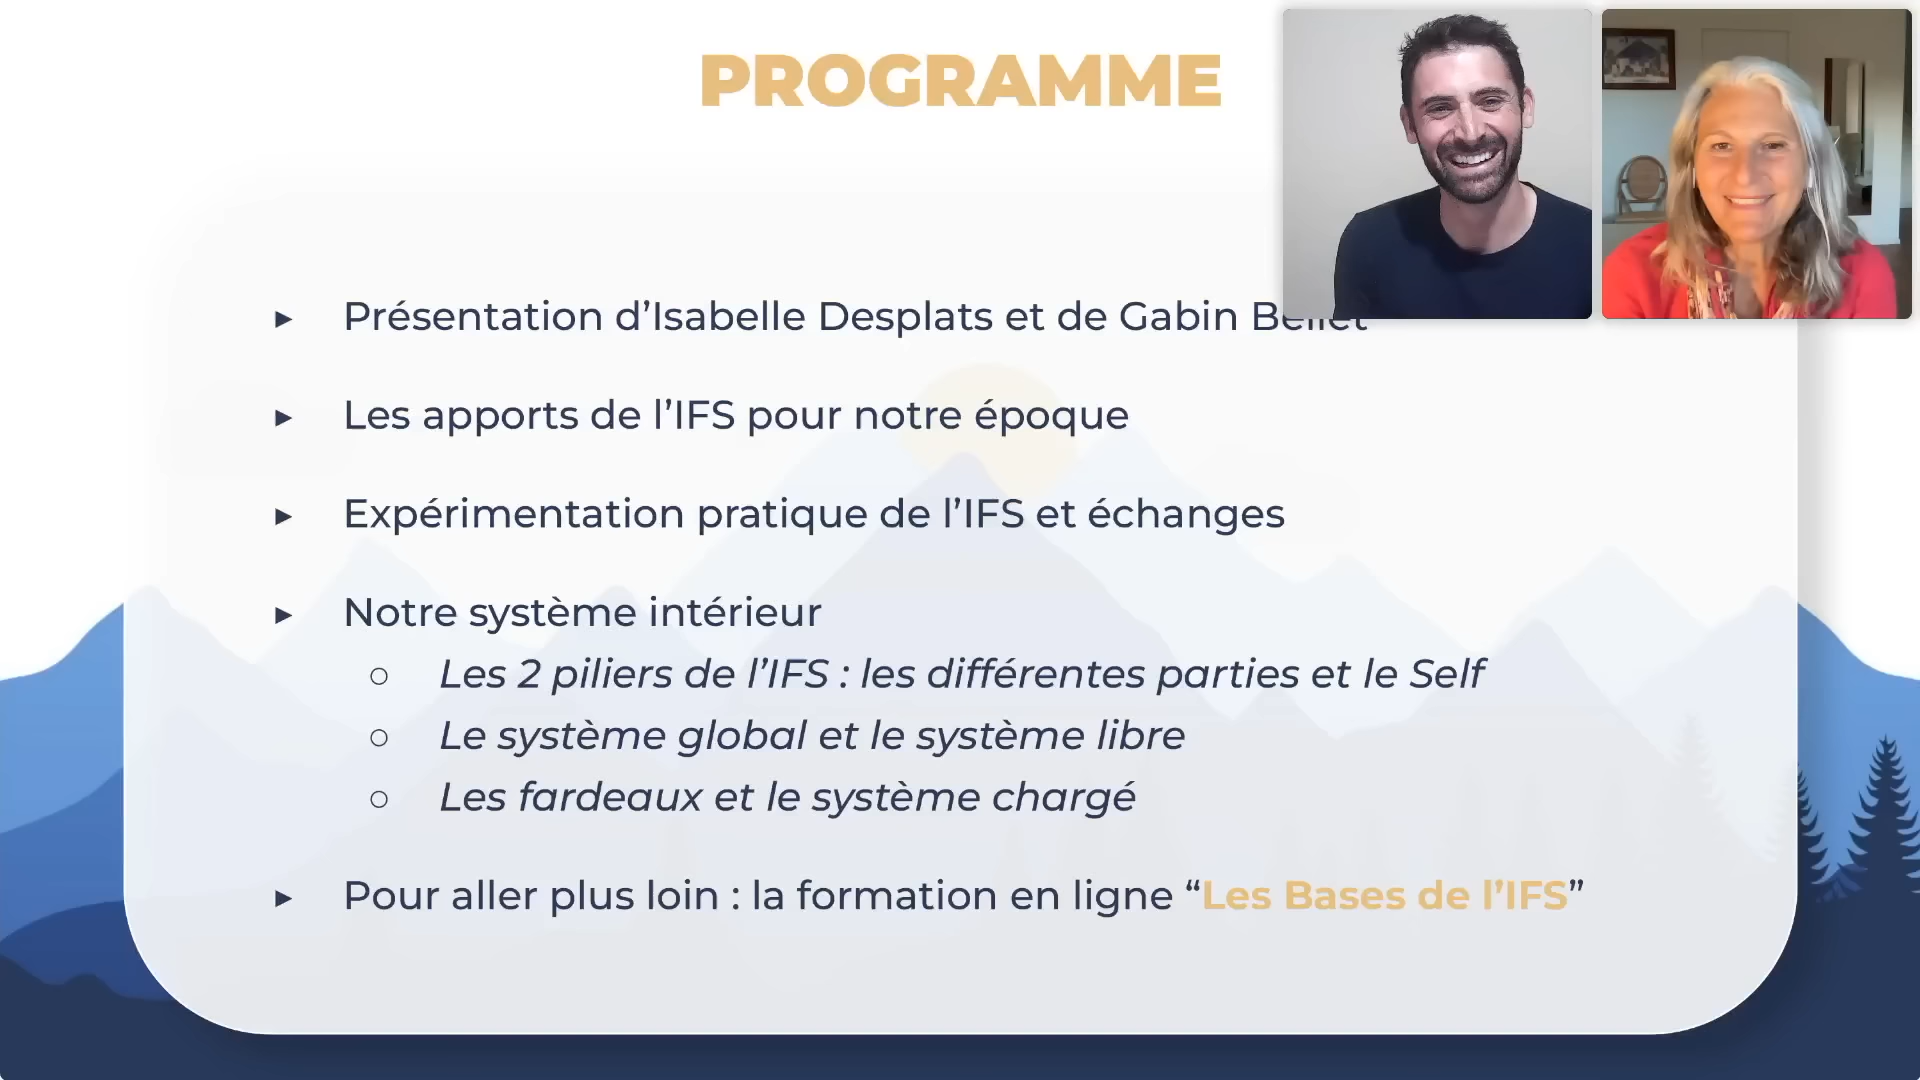 PROGRAMME
► Présentation d’Isabelle Desplats et de Gabin
► Les apports de l’IFS pour notre époque
► Expérimentation pratique de l’IFS et échanges
► Notre système intérieur
○ Les 2 piliers de l’IFS : les différentes parties et le Self
○ Le système global et le système libre
○ Les fardeaux et le système chargé
► Pour aller plus loin : la formation en ligne “Les Bases de l’IFS”